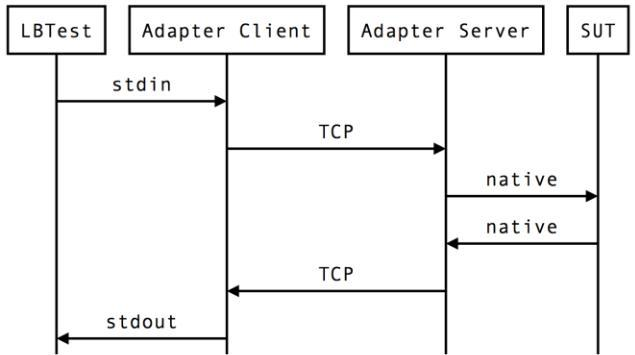 LBTest
Adapter Client
Adapter Server
SUT
stdin
TCP
native
native
TCP
stdout